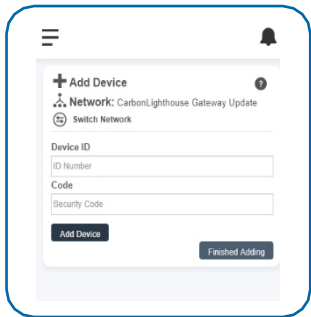 Add Device
Network: CarbonLighthouse Gateway Update
Switch Network
Device ID
ID Number
Code
Security Code
Add Device
Finished Adding